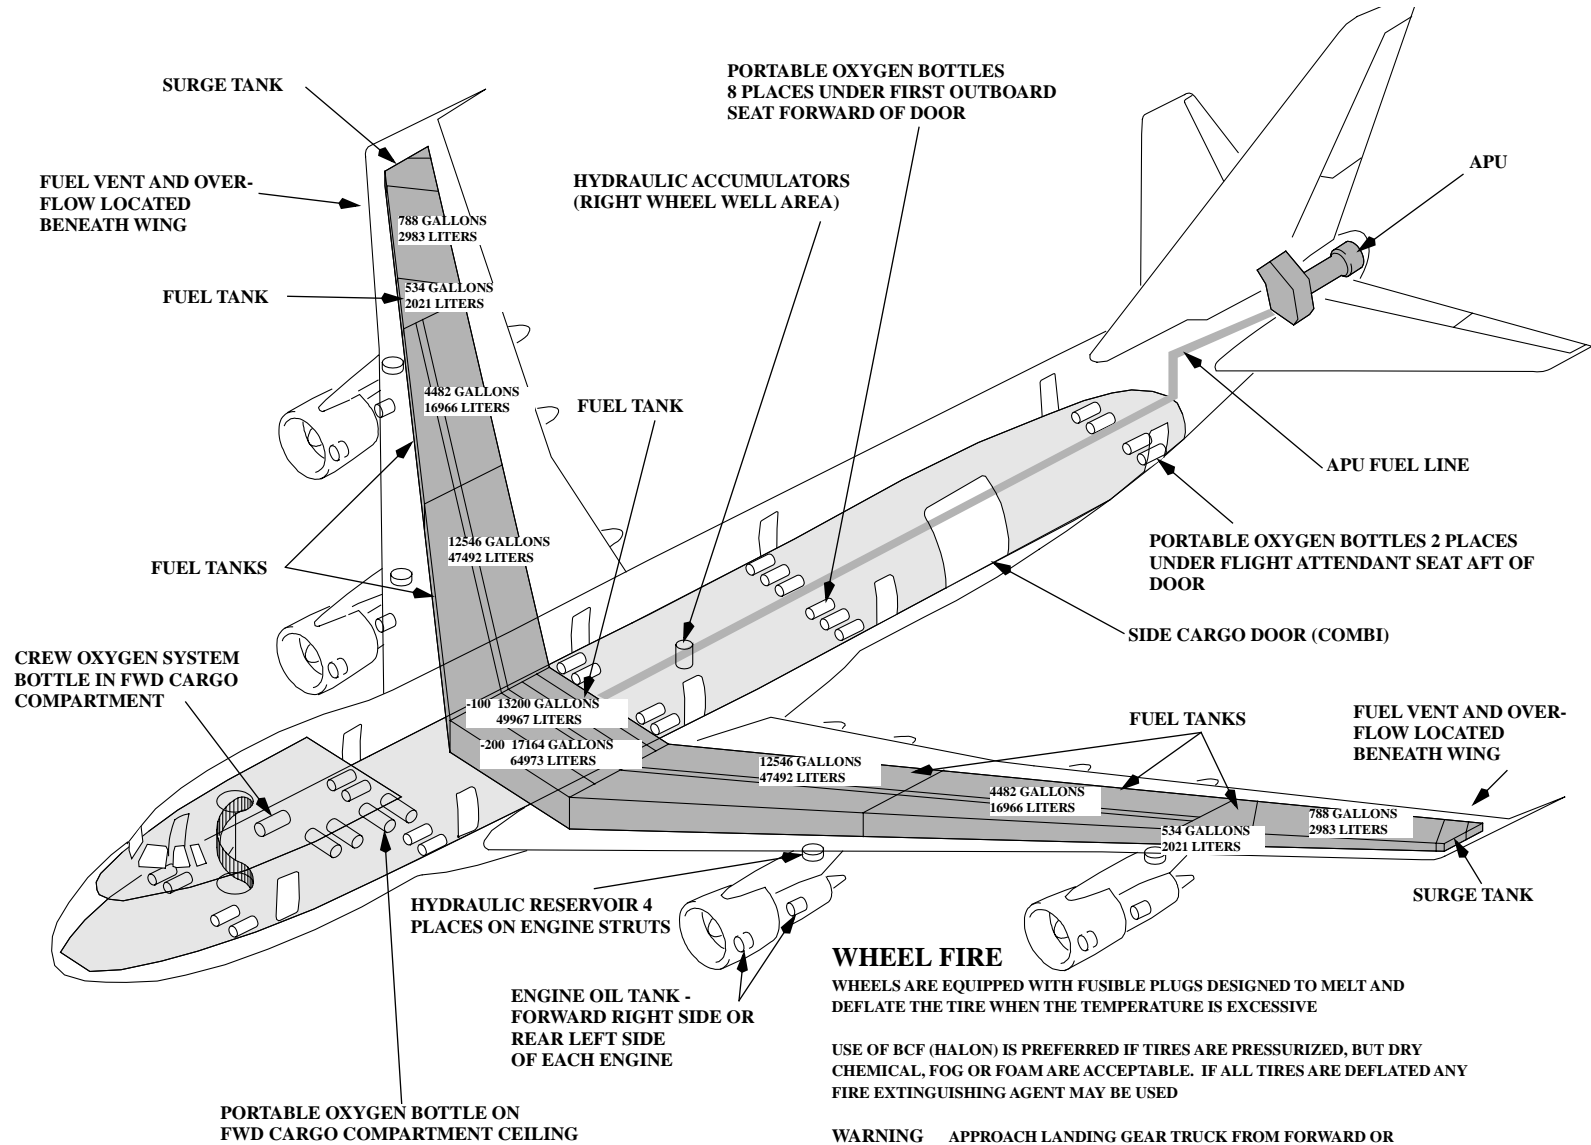 SURGE TANK
PORTABLE OXYGEN BOTTLES
8 PLACES UNDER FIRST OUTBOARD
SEAT FORWARD OF DOOR
APU
FUEL VENT AND OVER-
FLOW LOCATED
BENEATH WING
HYDRAULIC ACCUMULATORS
(RIGHT WHEEL WELL AREA)
788 GALLONS
2983 LITERS
FUEL TANK
534 GALLONS
2021 LITERS
4482 GALLONS
16966 LITERS
FUEL TANK
APU FUEL LINE
12546 GALLONS
47492 LITERS
FUEL TANKS
PORTABLE OXYGEN BOTTLES 2 PLACES
UNDER FLIGHT ATTENDANT SEAT AFT OF
DOOR
SIDE CARGO DOOR (COMBI)
CREW OXYGEN SYSTEM
BOTTLE IN FWD CARGO
COMPARTMENT
-100 13200 GALLONS
49967 LITERS
-200 17164 GALLONS
64973 LITERS
FUEL TANKS
FUEL VENT AND OVER-
FLOW LOCATED
BENEATH WING
12546 GALLONS
47492 LITERS
4482 GALLONS
16966 LITERS
534 GALLONS
2021 LITERS
788 GALLONS
2983 LITERS
SURGE TANK
HYDRAULIC RESERVOIR 4
PLACES ON ENGINE STRUTS
ENGINE OIL TANK -
FORWARD RIGHT SIDE OR
REAR LEFT SIDE
OF EACH ENGINE
PORTABLE OXYGEN BOTTLE ON
FWD CARGO COMPARTMENT CEILING
WHEEL FIRE
WHEELS ARE EQUIPPED WITH FUSIBLE PLUGS DESIGNED TO MELT AND
DEFLATE THE TIRE WHEN THE TEMPERATURE IS EXCESSIVE
USE OF BCF (HALON) IS PREFERRED IF TIRES ARE PRESSURIZED, BUT DRY
CHEMICAL, FOG OR FOAM ARE ACCEPTABLE. IF ALL TIRES ARE DEFLATED ANY
FIRE EXTINGUISHING AGENT MAY BE USED
WARNING APPROACH LANDING GEAR TRUCK FROM FORWARD OR